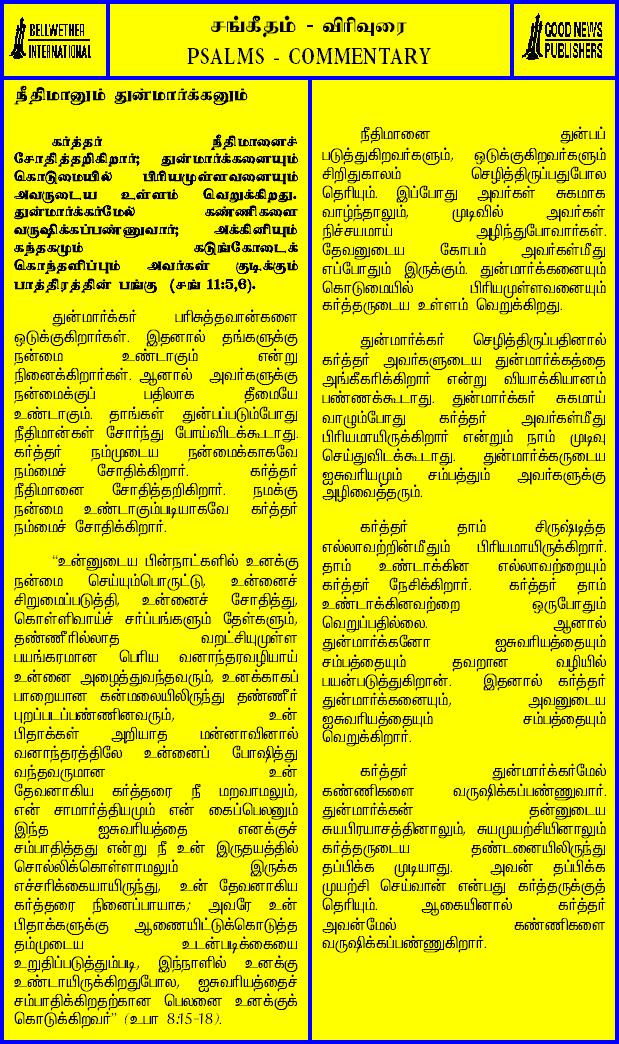 BELLWETHER
INTERNATIONAL
சங்கீதம் - விரிவுரை
PSALMS - COMMENTARY
GOOD NEWS
PUBLISHERS
நீதிமானும் துன்மார்க்கனும்
கர்த்தர் நீதிமானைச்
சோதித்தறிகிறார்; துன்மார்க்கனையும்
கொடுமையில் பிரியமுள்ளவனையும்
அவருடைய உள்ளம் வெறுக்கிறது.
துன்மார்க்கர்மேல் கண்ணிகளை
வருஷிக்கப்பண்ணுவார்; அக்கினியும்
கந்தகமும் கடுங்கோடைக்
கொந்தளிப்பும் அவர்கள் குடிக்கும்
பாத்திரத்தின் பங்கு (சங் 11:5,6).
துன்மார்க்கர் பரிசுத்தவான்களை
ஒடுக்குகிறார்கள். இதனால் தங்களுக்கு
நன்மை உண்டாகும் என்று
நினைக்கிறார்கள். ஆனால் அவர்களுக்கு
நன்மைக்குப் பதிலாக தீமையே
உண்டாகும். தாங்கள் துன்பப்படும்போது
நீதிமான்கள் சோர்ந்து போய்விடக்கூடாது.
கர்த்தர் நம்முடைய நன்மைக்காகவே
நம்மைச் சோதிக்கிறார். கர்த்தர்
நீதிமானை சோதித்தறிகிறார். நமக்கு
நன்மை உண்டாகும்படியாகவே கர்த்தர்
நம்மைச் சோதிக்கிறார்.
“உன்னுடைய பின்நாட்களில் உனக்கு
நன்மை செய்யும்பொருட்டு, உன்னைச்
சிறுமைப்படுத்தி, உன்னைச் சோதித்து,
கொள்ளிவாய்ச் சர்ப்பங்களும் தேள்களும்,
தண்ணீரில்லாத வறட்சியுமுள்ள
பயங்கரமான பெரிய வனாந்தரவழியாய்
உன்னை அழைத்துவந்தவரும், உனக்காகப்
பாறையான கன்மலையிலிருந்து தண்ணீர்
புறப்படப்பண்ணினவரும், உன்
பிதாக்கள் அறியாத மன்னாவினால்
வனாந்தரத்திலே உன்னைப் போஷித்து
வந்தவருமான உன்
தேவனாகிய கர்த்தரை நீ மறவாமலும்,
என் சாமார்த்தியமும் என் கைப்பெலனும்
இந்த ஐசுவரியத்தை எனக்குச்
சம்பாதித்தது என்று நீ உன் இருதயத்தில்
சொல்லிக்கொள்ளாமலும் இருக்க
எச்சரிக்கையாயிருந்து, உன் தேவனாகிய
கர்த்தரை நினைப்பாயாக; அவரே உன்
பிதாக்களுக்கு ஆணையிட்டுக்கொடுத்த
தம்முடைய உடன்படிக்கையை
உறுதிப்படுத்தும்படி, இந்நாளில் உனக்கு
உண்டாயிருக்கிறதுபோல, ஐசுவரியத்தைச்
சம்பாதிக்கிறதற்கான பெலனை உனக்குக்
கொடுக்கிறவர்” (உபா 8:15-18).
நீதிமானை துன்பப்
படுத்துகிறவர்களும், ஒடுக்குகிறவர்களும்
சிறிதுகாலம் செழித்திருப்பதுபோல
தெரியும். இப்போது அவர்கள் சுகமாக
வாழ்ந்தாலும், முடிவில் அவர்கள்
நிச்சயமாய் அழிந்துபோவார்கள்.
தேவனுடைய கோபம் அவர்கள்மீது
எப்போதும் இருக்கும். துன்மார்க்கனையும்
கொடுமையில் பிரியமுள்ளவனையும்
கர்த்தருடைய உள்ளம் வெறுக்கிறது.
துன்மார்க்கர் செழித்திருப்பதினால்
கர்த்தர் அவர்களுடைய துன்மார்க்கத்தை
அங்கீகரிக்கிறார் என்று வியாக்கியானம்
பண்ணக்கூடாது. துன்மார்க்கர் சுகமாய்
வாழும்போது கர்த்தர் அவர்கள்மீது
பிரியமாயிருக்கிறார் என்றும் நாம் முடிவு
செய்துவிடக்கூடாது. துன்மார்க்கருடைய
ஐசுவரியமும் சம்பத்தும் அவர்களுக்கு
அழிவைத்தரும்.
கர்த்தர் தாம் சிருஷ்டித்த
எல்லாவற்றின்மீதும் பிரியமாயிருக்கிறார்.
தாம் உண்டாக்கின எல்லாவற்றையும்
கர்த்தர் நேசிக்கிறார். கர்த்தர் தாம்
உண்டாக்கினவற்றை ஒருபோதும்
வெறுப்பதில்லை. ஆனால்
துன்மார்க்கனோ ஐசுவரியத்தையும்
சம்பத்தையும் தவறான வழியில்
பயன்படுத்துகிறான். இதனால் கர்த்தர்
துன்மார்க்கனையும், அவனுடைய
ஐசுவரியத்தையும் சம்பத்தையும்
வெறுக்கிறார்.
கர்த்தர் துன்மார்க்கர்மேல்
கண்ணிகளை வருஷிக்கப்பண்ணுவார்.
துன்மார்க்கன் தன்னுடைய
சுயபிரயாசத்தினாலும், சுயமுயற்சியினாலும்
கர்த்தருடைய தண்டனையிலிருந்து
தப்பிக்க முடியாது. அவன் தப்பிக்க
முயற்சி செய்வான் என்பது கர்த்தருக்குத்
தெரியும். ஆகையினால் கர்த்தர்
அவன்மேல் கண்ணிகளை
வருஷிக்கப்பண்ணுகிறார்.